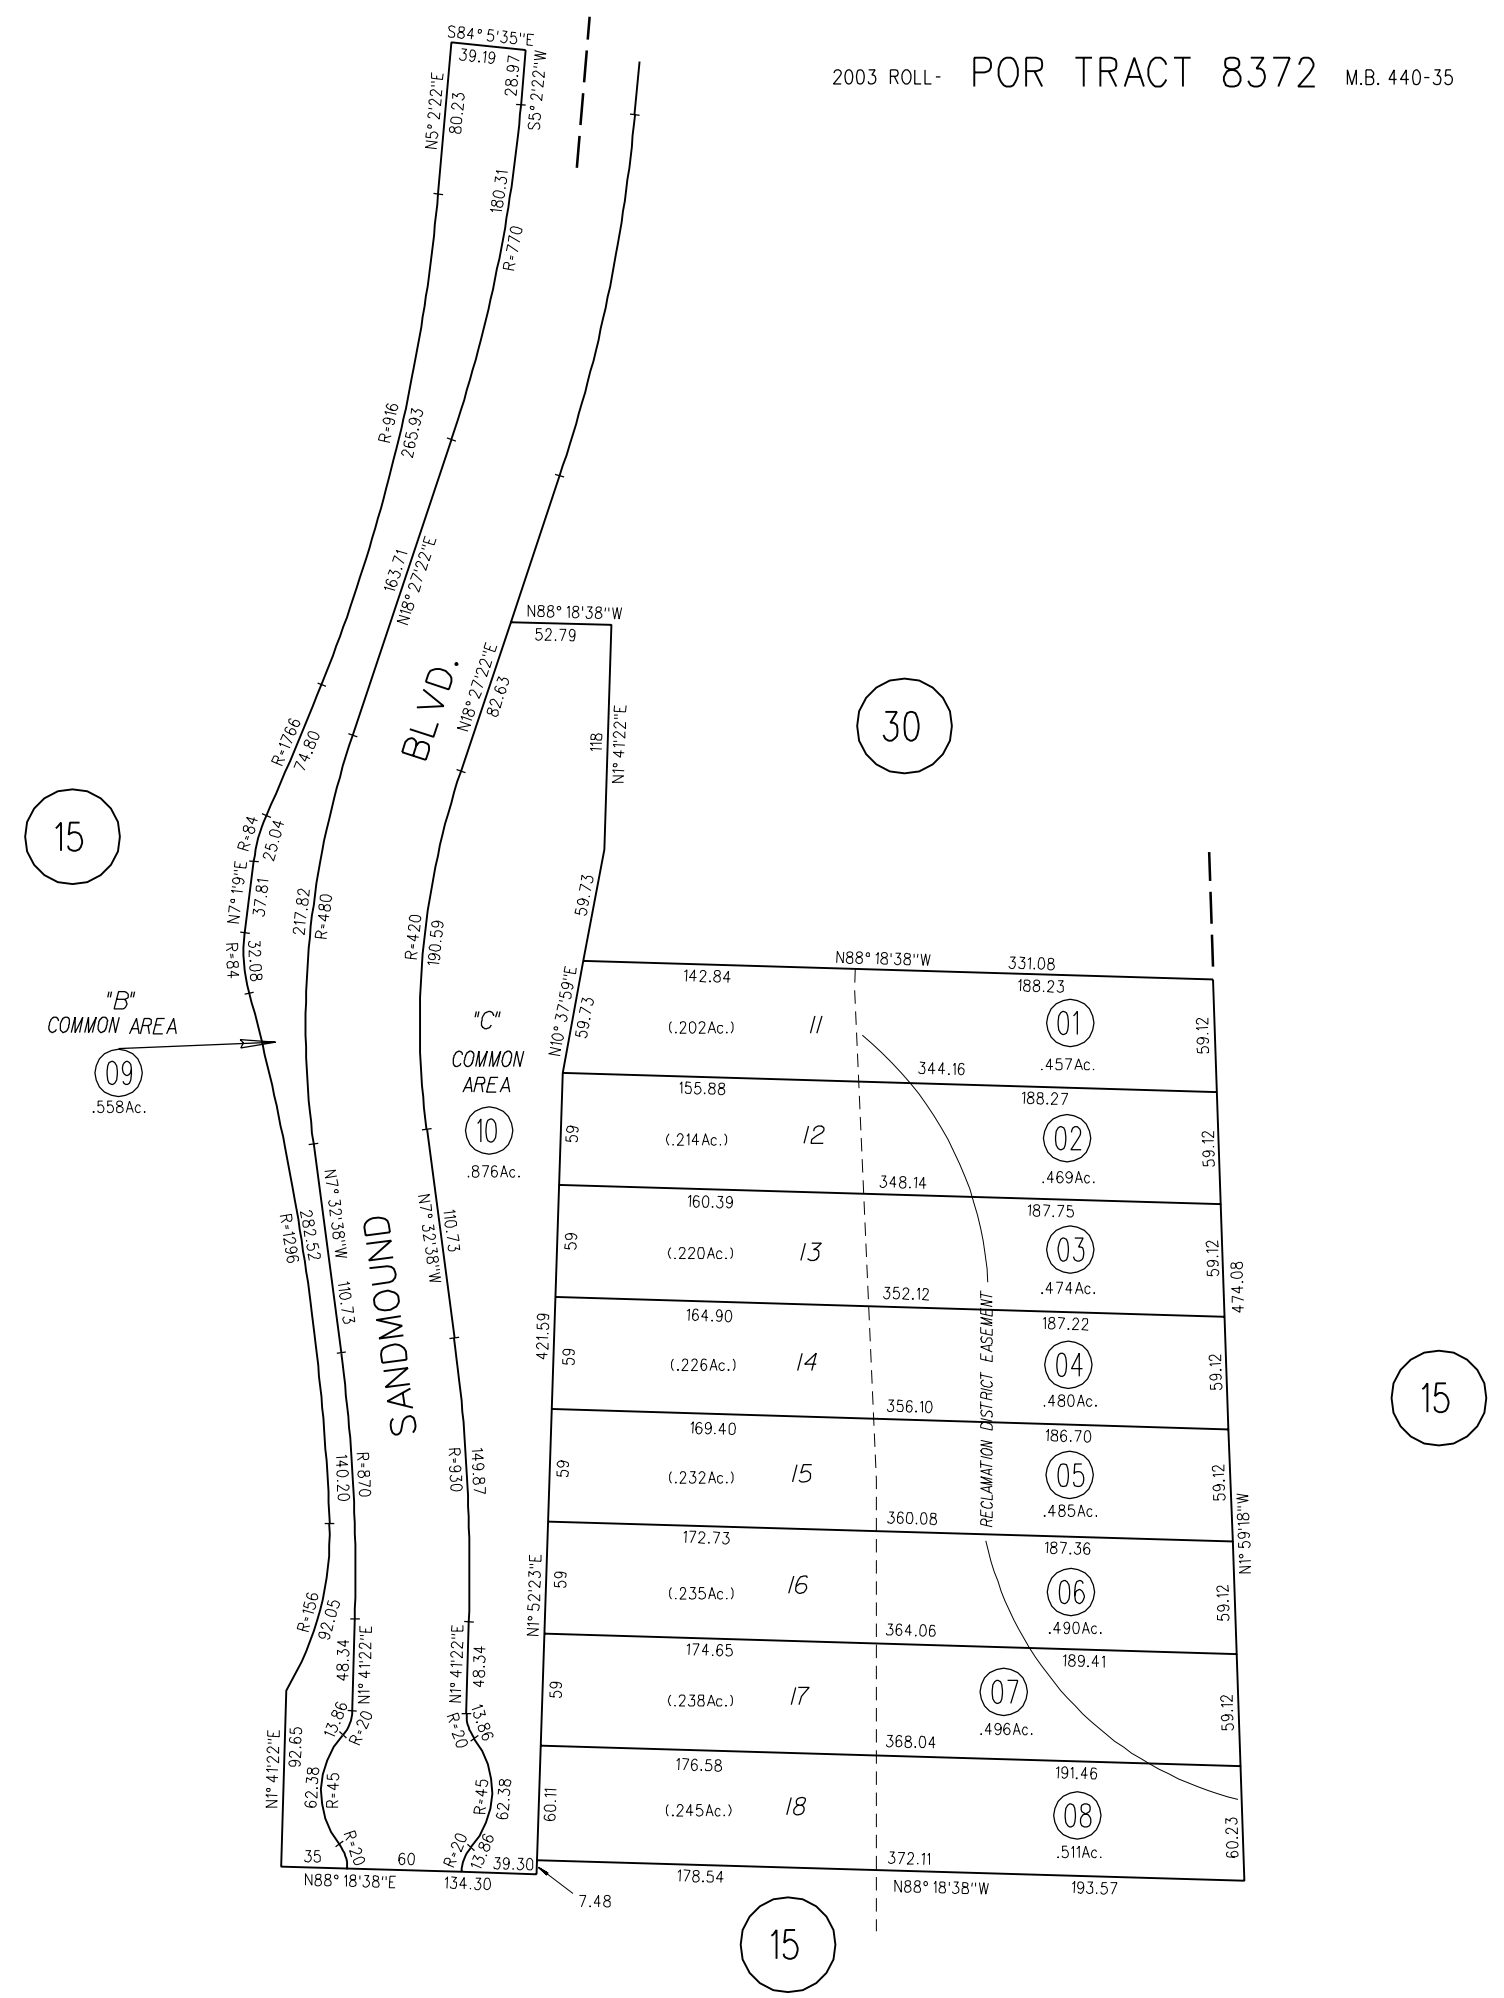 2003 ROLL- POR TRACT 8372 M.B. 440-35
S84° 5'35"E
39.19
N5° 2'22"E
80.23
28.97
S5° 2'22"W
180.31
R=770
R=916
265.93
163.71
N18° 27'22"E
N88° 18'38"W
52.79
N18° 27'22"E
82.63
BLVD.
118
N1° 41'22"E
30
R=1766
74.80
15
R=84
25.04
N7° 1'9"E
37.81
R=84
32.08
217.82
R=480
R=420
190.59
59.73
N10° 37'59"E
59.73
"B"
COMMON AREA
09
.558Ac.
"C"
COMMON
AREA
10
.876Ac.
N88° 18'38"W
331.08
142.84
188.23
(.202Ac.)
11
01
.457Ac.
59.12
344.16
155.88
188.27
59
(.214Ac.)
12
02
.469Ac.
59.12
348.14
160.39
187.75
59
(.220Ac.)
13
03
.474Ac.
59.12
474.08
352.12
164.90
187.22
421.59
59
(.226Ac.)
14
04
.480Ac.
59.12
RECLAMATION DISTRICT EASEMENT
356.10
169.40
186.70
59
(.232Ac.)
15
05
.485Ac.
59.12
N1° 59'18"W
15
360.08
172.73
187.36
N1° 52'23"E
59
(.235Ac.)
16
06
.490Ac.
59.12
364.06
174.65
189.41
59
(.238Ac.)
17
07
.496Ac.
59.12
368.04
176.58
191.46
60.11
(.245Ac.)
18
08
.511Ac.
60.23
372.11
178.54
N88° 18'38"W
193.57
7.48
15
N7° 32'38"W
110.73
N7° 32'38"W
110.73
R=1296
282.52
SANDMOUND
140.20
R=870
R=930
149.87
R=156
92.05
48.34
N1° 41'22"E
N1° 41'22"E
48.34
13.86
R=20
R=20
13.86
N1° 41'22"E
92.65
62.38
R=45
R=45
62.38
R=20
R=20
13.86
35
60
39.30
N88° 18'38"E
134.30